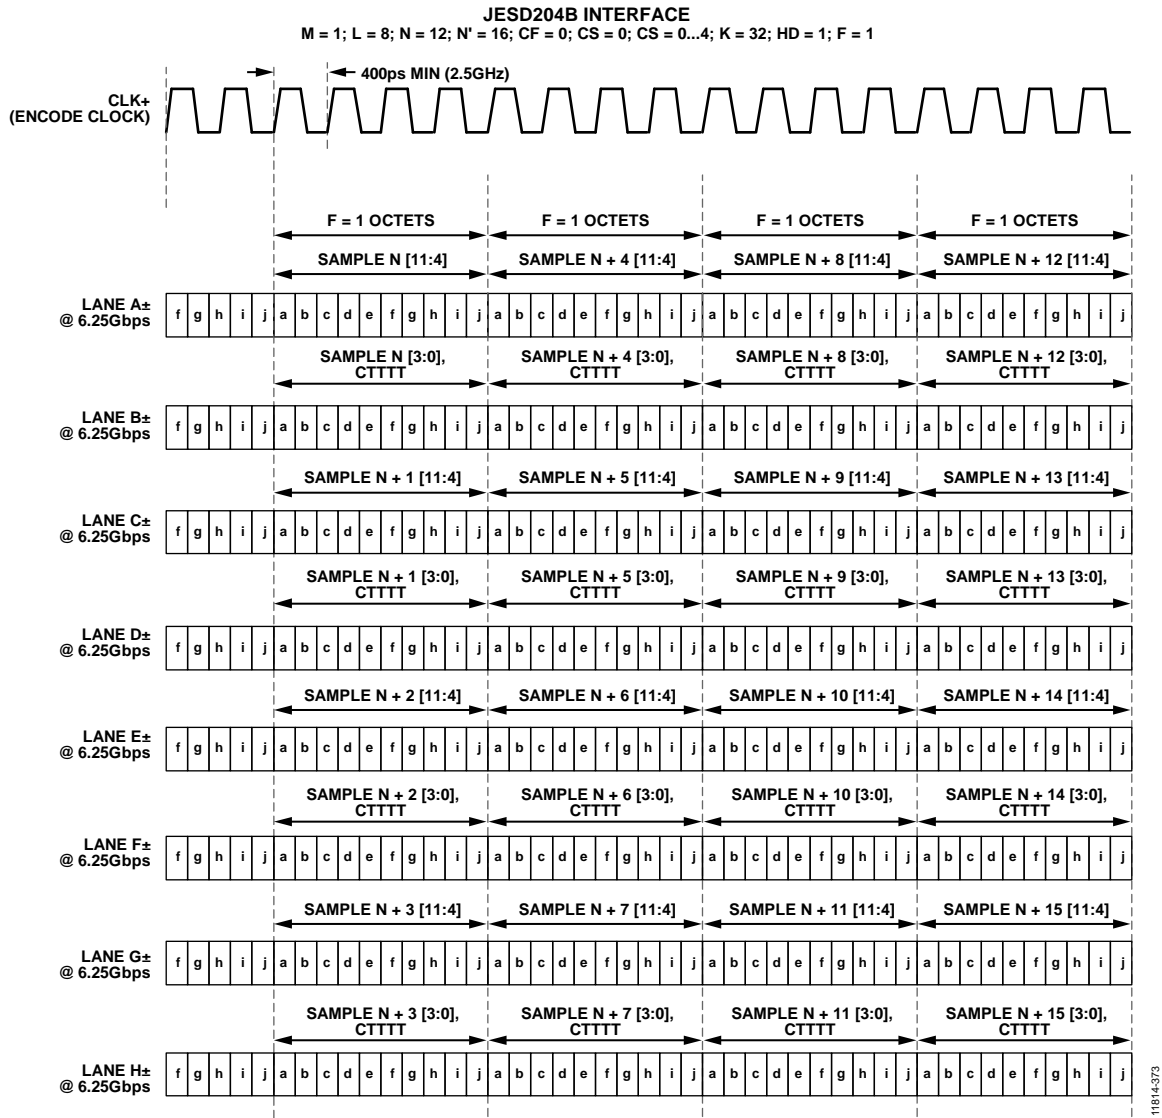 JESD204B INTERFACE
M = 1; L = 8; N = 12; N' = 16; CF = 0; CS = 0; CS = 0...4; K = 32; HD = 1; F = 1
400ps MIN (2.5GHz)
CLK+
(ENCODE CLOCK)
F = 1 OCTETS F = 1 OCTETS F = 1 OCTETS F = 1 OCTETS
SAMPLE N [11:4] SAMPLE N + 4 [11:4] SAMPLE N + 8 [11:4] SAMPLE N + 12 [11:4]
LANE A±
@ 6.25Gbps
f g h i j a b c d e f g h i j a b c d e f g h i j a b c d e f g h i j a b c d e f g h i j
SAMPLE N [3:0], SAMPLE N + 4 [3:0], SAMPLE N + 8 [3:0], SAMPLE N + 12 [3:0],
CTTTT CTTTT CTTTT CTTTT
LANE B±
@ 6.25Gbps
f g h i j a b c d e f g h i j a b c d e f g h i j a b c d e f g h i j a b c d e f g h i j
SAMPLE N + 1 [11:4] SAMPLE N + 5 [11:4] SAMPLE N + 9 [11:4] SAMPLE N + 13 [11:4]
LANE C±
@ 6.25Gbps
f g h i j a b c d e f g h i j a b c d e f g h i j a b c d e f g h i j a b c d e f g h i j
SAMPLE N + 1 [3:0], SAMPLE N + 5 [3:0], SAMPLE N + 9 [3:0], SAMPLE N + 13 [3:0],
CTTTT CTTTT CTTTT CTTTT
LANE D±
@ 6.25Gbps
f g h i j a b c d e f g h i j a b c d e f g h i j a b c d e f g h i j a b c d e f g h i j
SAMPLE N + 2 [11:4] SAMPLE N + 6 [11:4] SAMPLE N + 10 [11:4] SAMPLE N + 14 [11:4]
LANE E±
@ 6.25Gbps
f g h i j a b c d e f g h i j a b c d e f g h i j a b c d e f g h i j a b c d e f g h i j
SAMPLE N + 2 [3:0], SAMPLE N + 6 [3:0], SAMPLE N + 10 [3:0], SAMPLE N + 14 [3:0],
CTTTT CTTTT CTTTT CTTTT
LANE F±
@ 6.25Gbps
f g h i j a b c d e f g h i j a b c d e f g h i j a b c d e f g h i j a b c d e f g h i j
SAMPLE N + 3 [11:4] SAMPLE N + 7 [11:4] SAMPLE N + 11 [11:4] SAMPLE N + 15 [11:4]
LANE G±
@ 6.25Gbps
f g h i j a b c d e f g h i j a b c d e f g h i j a b c d e f g h i j a b c d e f g h i j
SAMPLE N + 3 [3:0], SAMPLE N + 7 [3:0], SAMPLE N + 11 [3:0], SAMPLE N + 15 [3:0],
CTTTT CTTTT CTTTT CTTTT
LANE H±
@ 6.25Gbps
f g h i j a b c d e f g h i j a b c d e f g h i j a b c d e f g h i j a b c d e f g h i j
11814-373